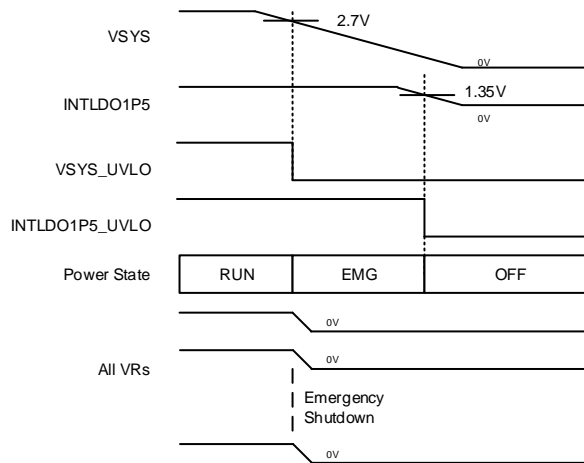 VSYS
2.7V
0V
INTLDO1P5
1.35V
0V
VSYS_UVLO
INTLDO1P5_UVLO
Power State
RUN
EMG
OFF
0V
All VRs
0V
Emergency
Shutdown
0V